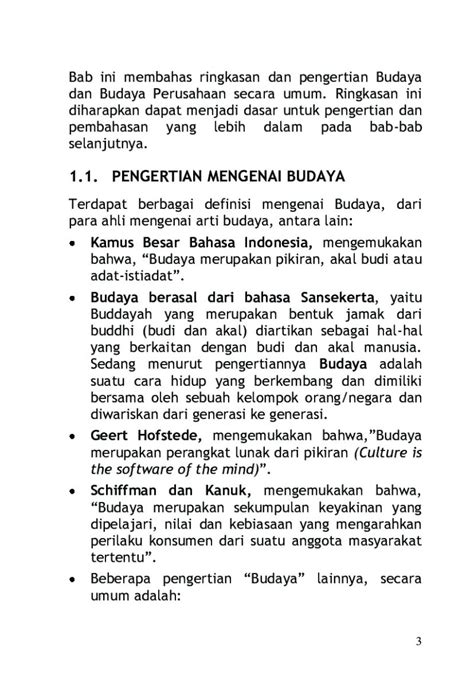 Bab ini membahas ringkasan dan pengertian Budaya
dan Budaya Perusahaan secara umum. Ringkasan ini
diharapkan dapat menjadi dasar untuk pengertian dan
pembahasan yang lebih dalam pada bab-bab
selanjutnya.
1.1. PENGERTIAN MENGENAI BUDAYA
Terdapat berbagai definisi mengenai Budaya, dari
para ahli mengenai arti budaya, antara lain:
• Kamus Besar Bahasa Indonesia, mengemukakan
bahwa, “Budaya merupakan pikiran, akal budi atau
adat-istiadat”.
• Budaya berasal dari bahasa Sansekerta, yaitu
Buddayah yang merupakan bentuk jamak dari
buddhi (budi dan akal) diartikan sebagai hal-hal
yang berkaitan dengan budi dan akal manusia.
Sedang menurut pengertiannya Budaya adalah
suatu cara hidup yang berkembang dan dimiliki
bersama oleh sebuah kelompok orang/negara dan
diwariskan dari generasi ke generasi.
• Geert Hofstede, mengemukakan bahwa,”Budaya
merupakan perangkat lunak dari pikiran (Culture is
the software of the mind)”.
• Schiffman dan Kanuk, mengemukakan bahwa,
“Budaya merupakan sekumpulan keyakinan yang
dipelajari, nilai dan kebiasaan yang mengarahkan
perilaku konsumen dari suatu anggota masyarakat
tertentu”.
• Beberapa pengertian “Budaya” lainnya, secara
umum adalah:
3